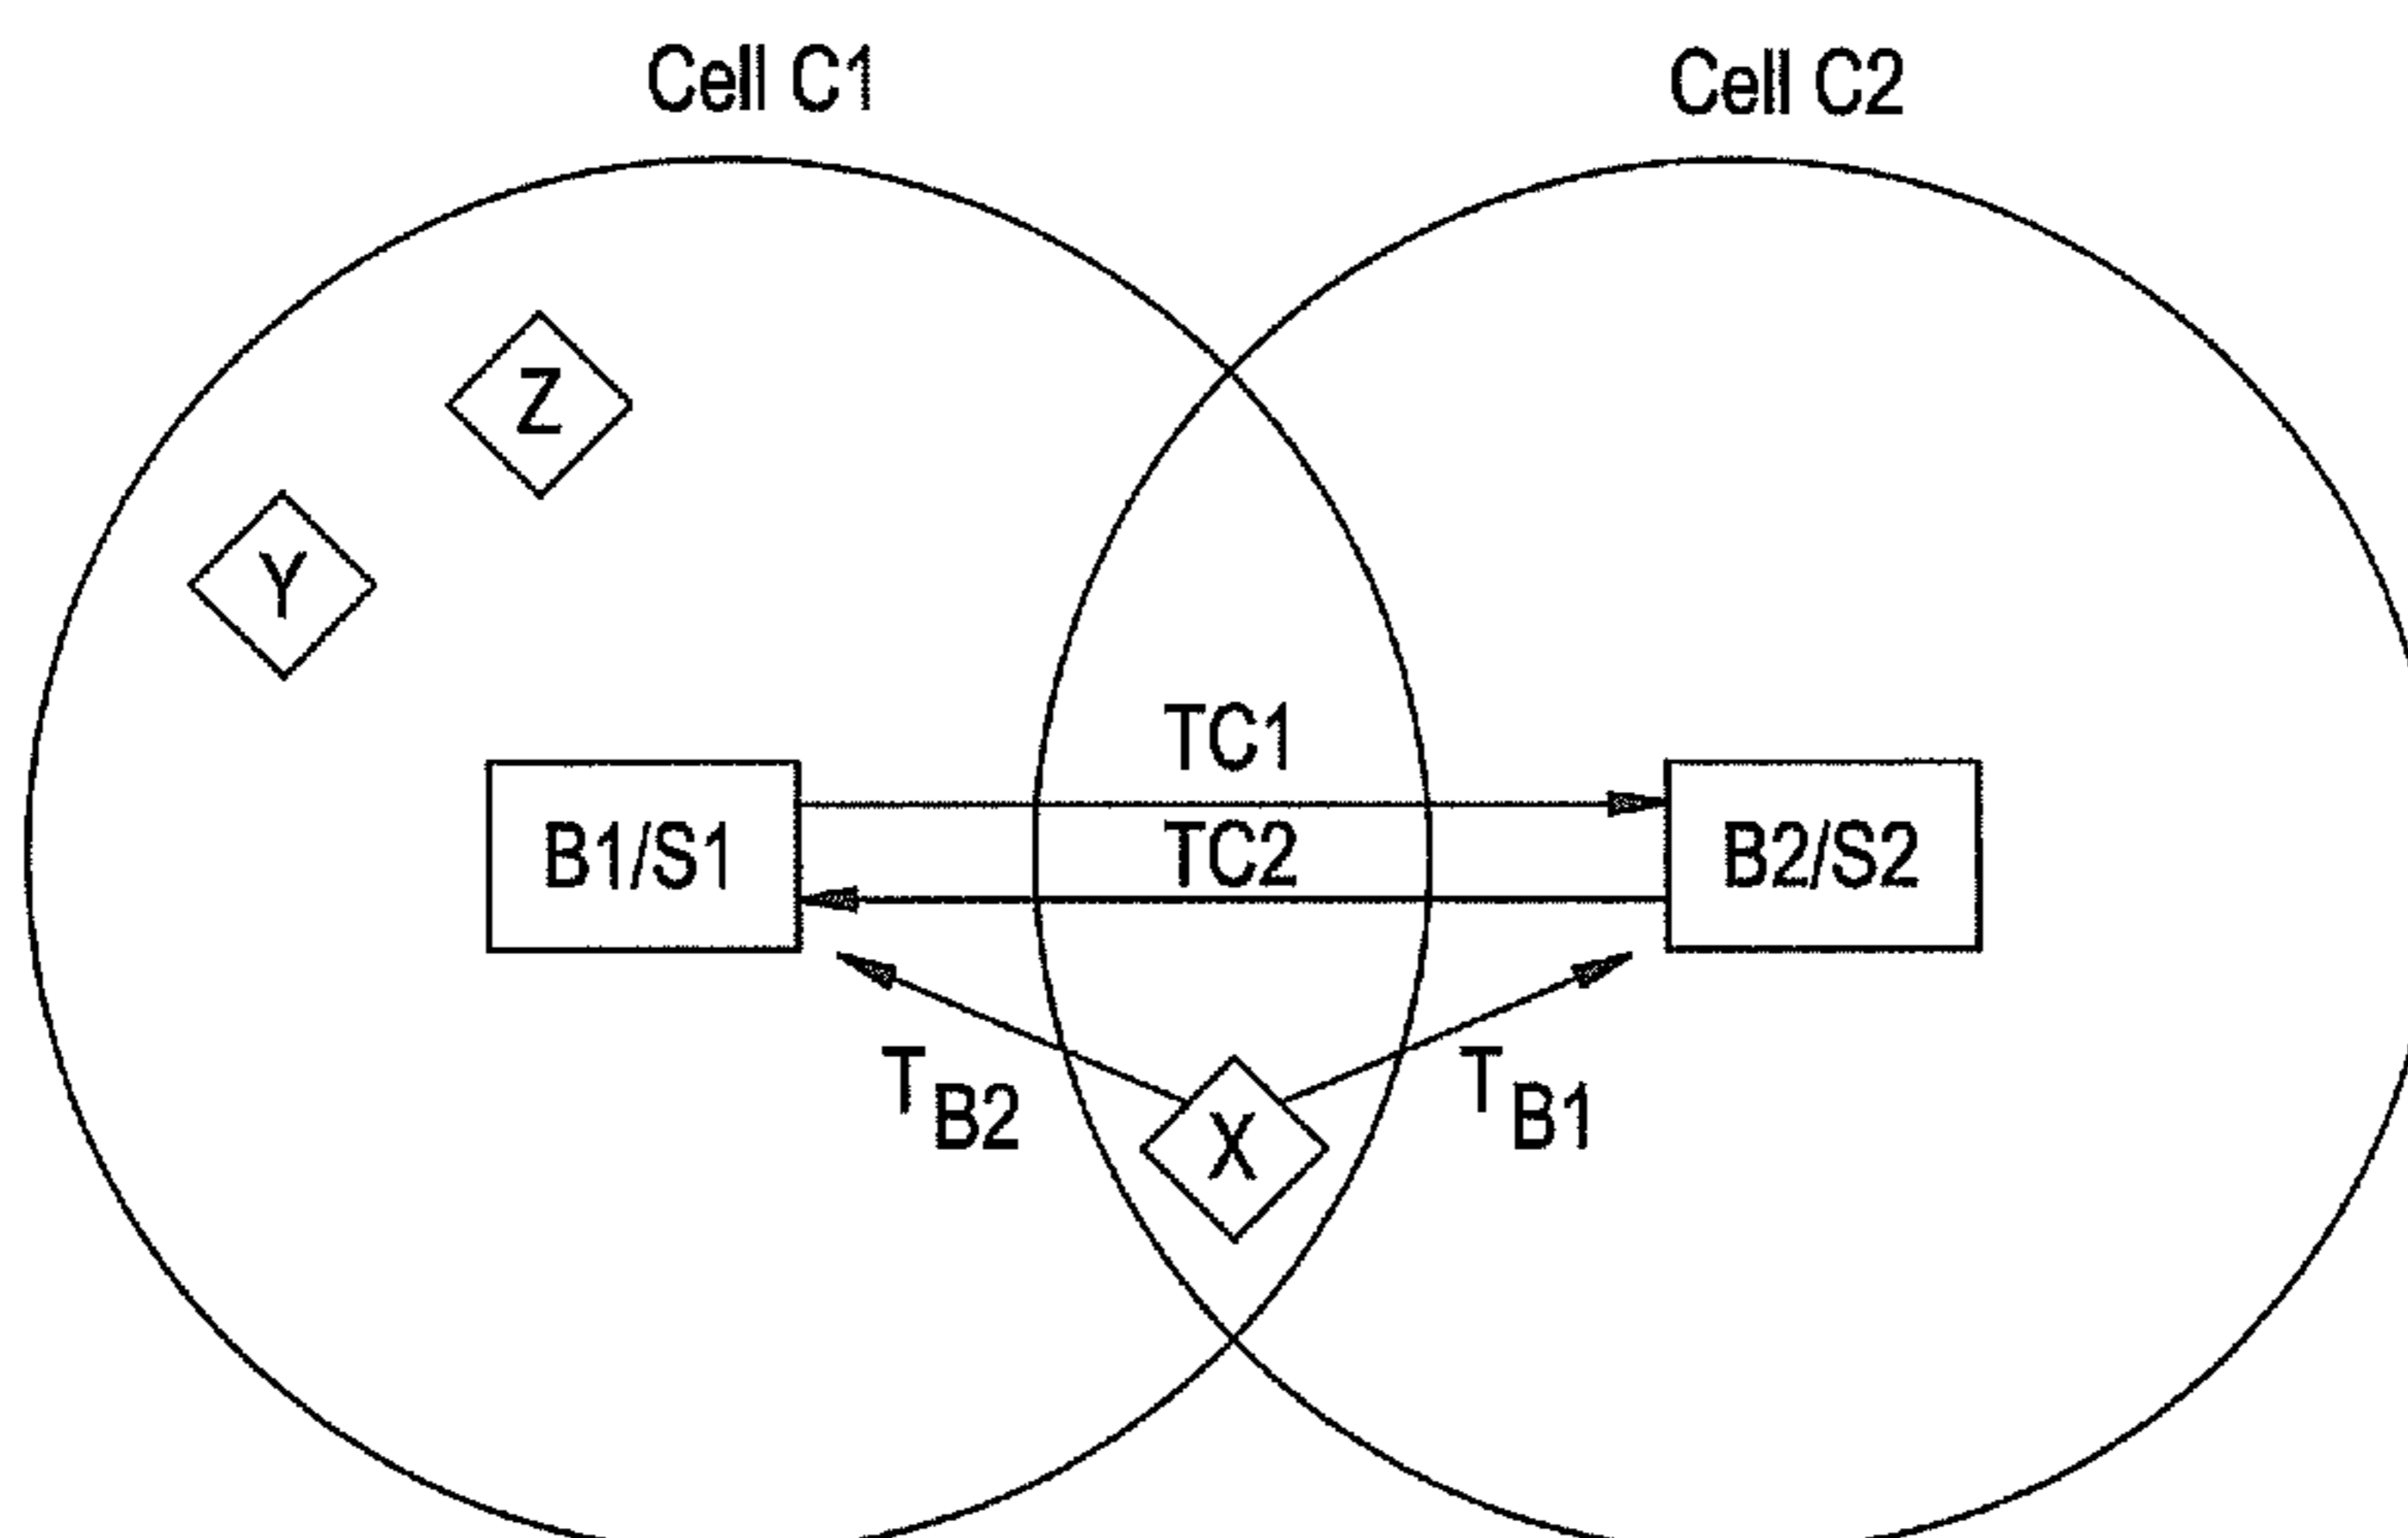 Cell C1
Cell C2
Z
Y
TC1
B1/S1
TC2
B2/S2
TB2
X
TB1